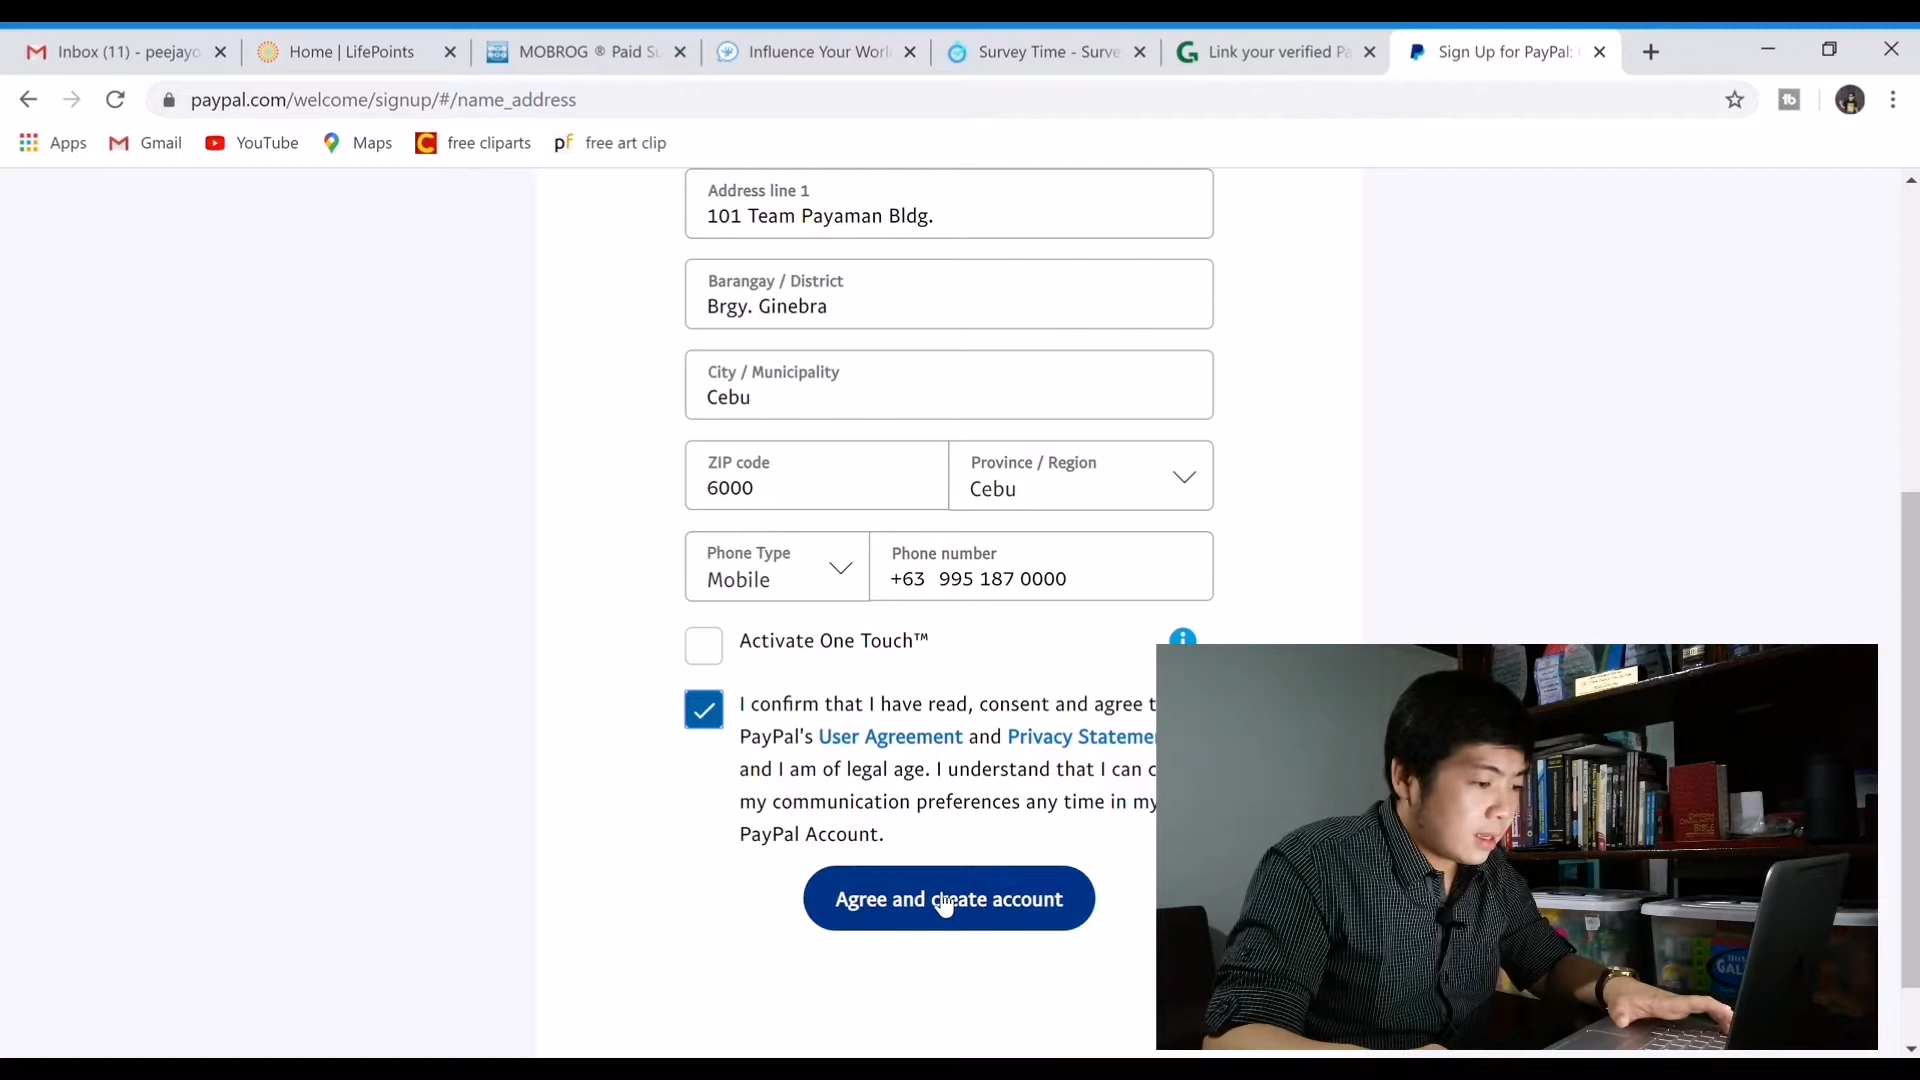 Inbox (11) - peejayo
Home | LifePoints
MOBROG ® Paid Su
Influence Your Worl
Survey Time - Surve
Link your verified Pa
Sign Up for PayPal:
paypal.com/welcome/signup/#/name_address
Apps
Gmail
YouTube
Maps
free cliparts
pf free art clip
Address line 1
101 Team Payaman Bldg.
Barangay / District
Brgy. Ginebra
City / Municipality
Cebu
ZIP code
6000
Province / Region
Cebu
Phone Type
Mobile
Phone number
+63 995 187 0000
Activate One Touch™
I confirm that I have read, consent and agree t
PayPal's User Agreement and Privacy Stateme
and I am of legal age. I understand that I can c
my communication preferences any time in my
PayPal Account.
Agree and create account